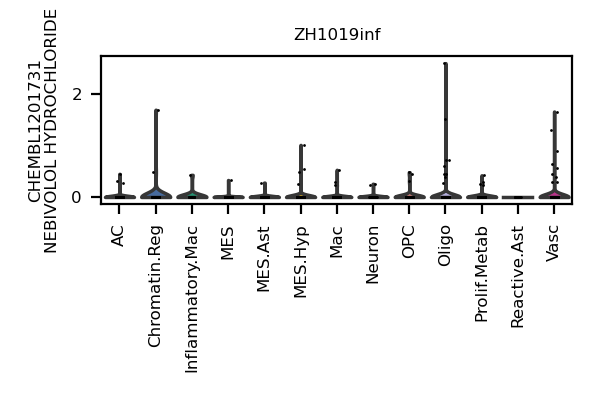 ZH1019inf
CHEMBL1201731
NEBIVOLOL HYDROCHLORIDE
2
0
AC
Chromatin.Reg
Inflammatory.Mac
MES
MES.Ast
MES.Hyp
Mac
Neuron
OPC
Oligo
Prolif.Metab
Reactive.Ast
Vasc